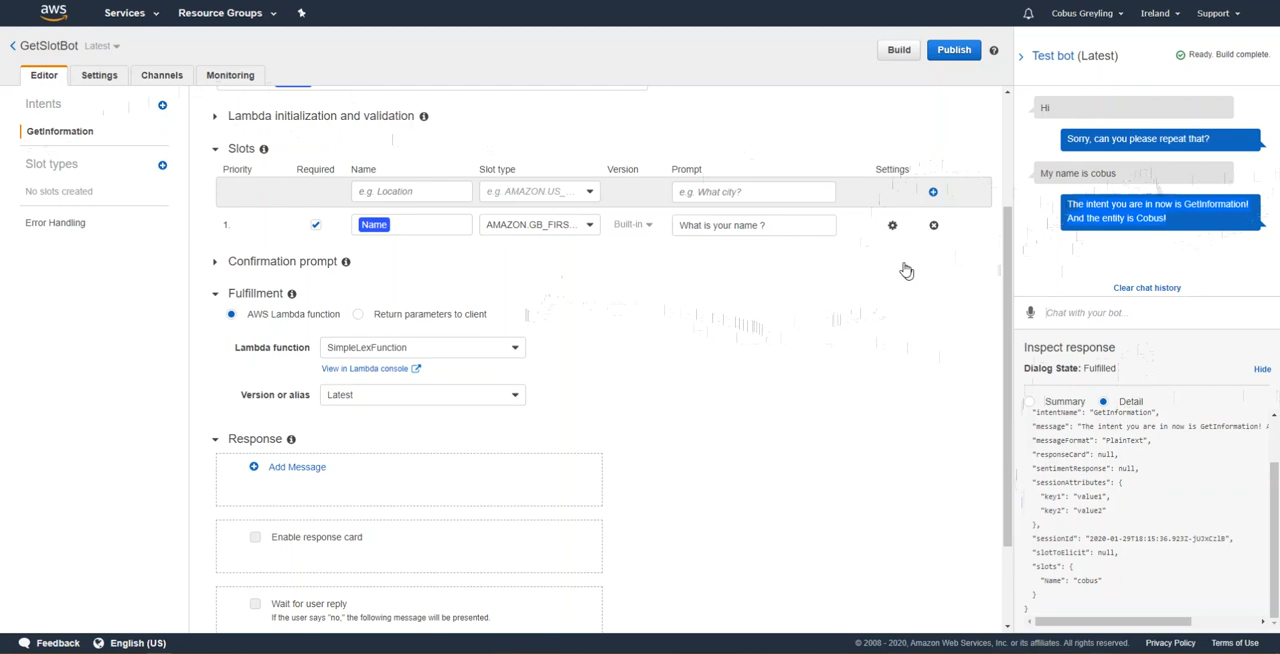 aws Services Resource Groups Cobus Greyling Ireland Support
GetSlotBot Latest Build Publish
Editor Settings Channels Monitoring
Intents
GetInformation
Slot types
No slots created
Error Handling
Lambda initialization and validation
Slots
Priority Required Name Slot type Version Prompt Settings
e.g. Location e.g. AMAZON.US_... e.g. What city?
1. Name AMAZON.GB_FIRS... Built-in What is your name ?
Confirmation prompt
Fulfillment
AWS Lambda function Return parameters to client
Lambda function SimpleLexFunction
View in Lambda console
Version or alias Latest
Response
Add Message
Enable response card
Wait for user reply
If the user says "no," the following message will be presented.
Test bot (Latest) Ready. Build complete.
Hi
Sorry, can you please repeat that?
My name is cobus
The intent you are in now is GetInformation!
And the entity is Cobus!
Clear chat history
Chat with your bot...
Inspect response
Dialog State: Fulfilled Hide
Summary Detail
"intentName": "GetInformation",
"message": "The intent you are in now is GetInformation! A
"messageFormat": "PlainText",
"responseCard": null,
"sentimentResponse": null,
"sessionAttributes": {
"key1": "value1",
"key2": "value2"
},
"sessionId": "2020-01-29T18:15:36.923Z-jUJxCzlB",
"slotToElicit": null,
"slots": {
"Name": "cobus"
}
}
Feedback English (US) © 2008 - 2020, Amazon Web Services, Inc. or its affiliates. All rights reserved. Privacy Policy Terms of Use